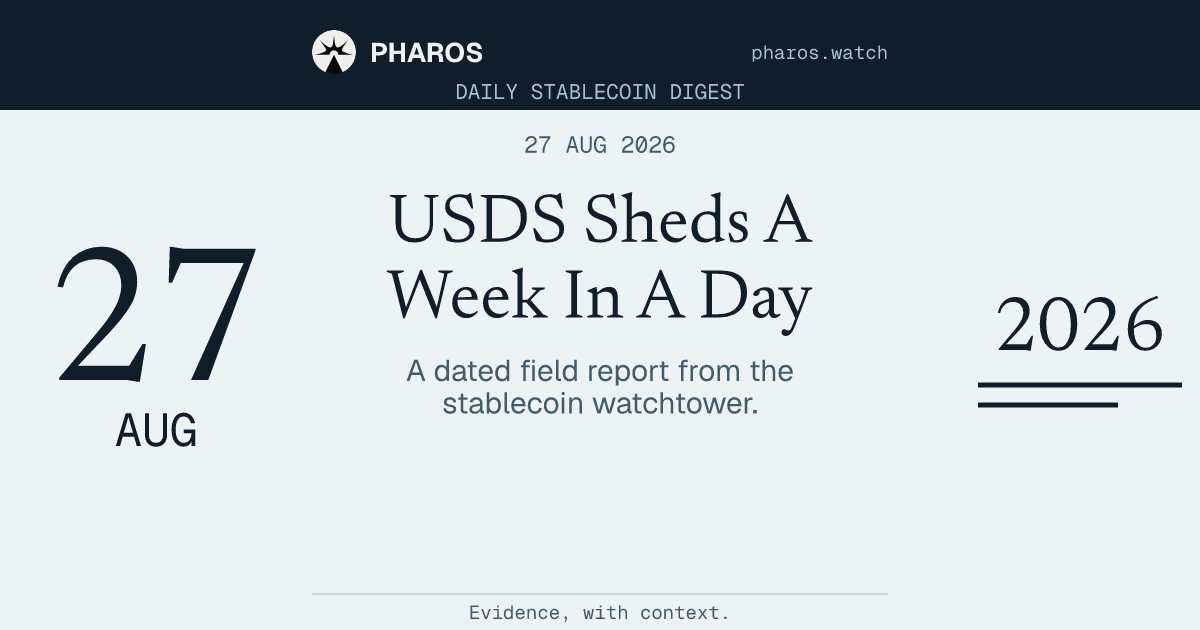 PHAROS
pharos.watch
DAILY STABLECOIN DIGEST
27 AUG 2026
USDS Sheds A
Week In A Day
A dated field report from the
stablecoin watchtower.
27
AUG
2026
Evidence, with context.